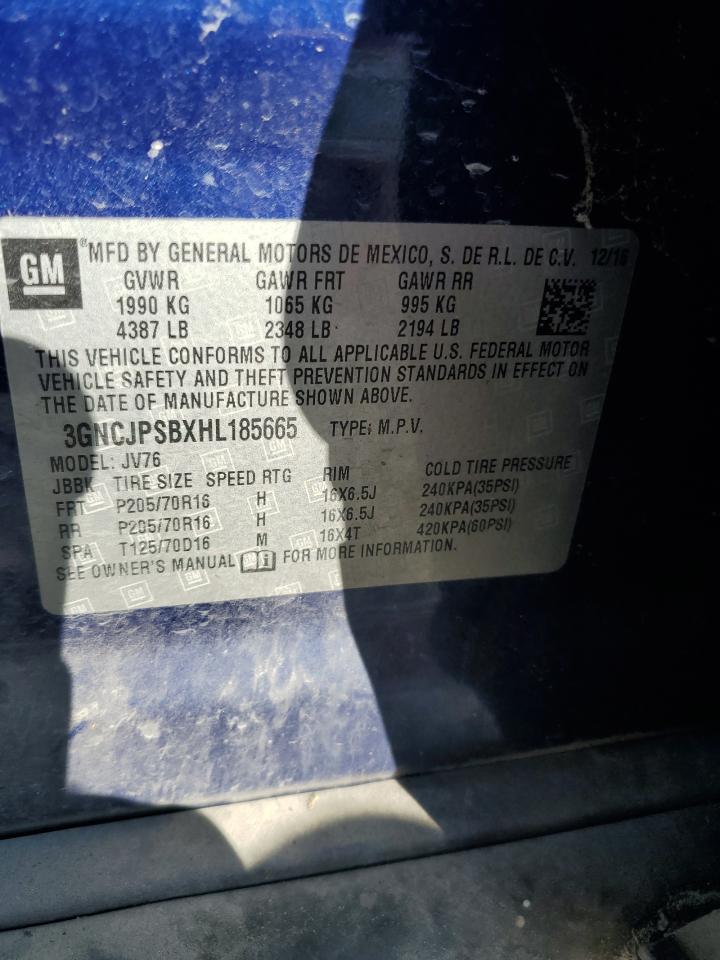 GM
®MFD BY GENERAL MOTORS DE MEXICO, S. DE R.L. DE C.V. 12/16
GVWR GAWR FRT GAWR RR
1990 KG 1065 KG 995 KG
4387 LB 2348 LB 2194 LB
THIS VEHICLE CONFORMS TO ALL APPLICABLE U.S. FEDERAL MOTOR
VEHICLE SAFETY AND THEFT PREVENTION STANDARDS IN EFFECT ON
THE DATE OF MANUFACTURE SHOWN ABOVE.
3GNCJPSBXHL185665 TYPE: M.P.V.
MODEL: JV76
JBBK TIRE SIZE SPEED RTG RIM COLD TIRE PRESSURE
FRT P205/70R16 H 16X6.5J 240KPA(35PSI)
RR P205/70R16 H 16X6.5J 240KPA(35PSI)
SPA T125/70D16 M 16X4T 420KPA(60PSI)
SEE OWNER'S MANUAL FOR MORE INFORMATION.